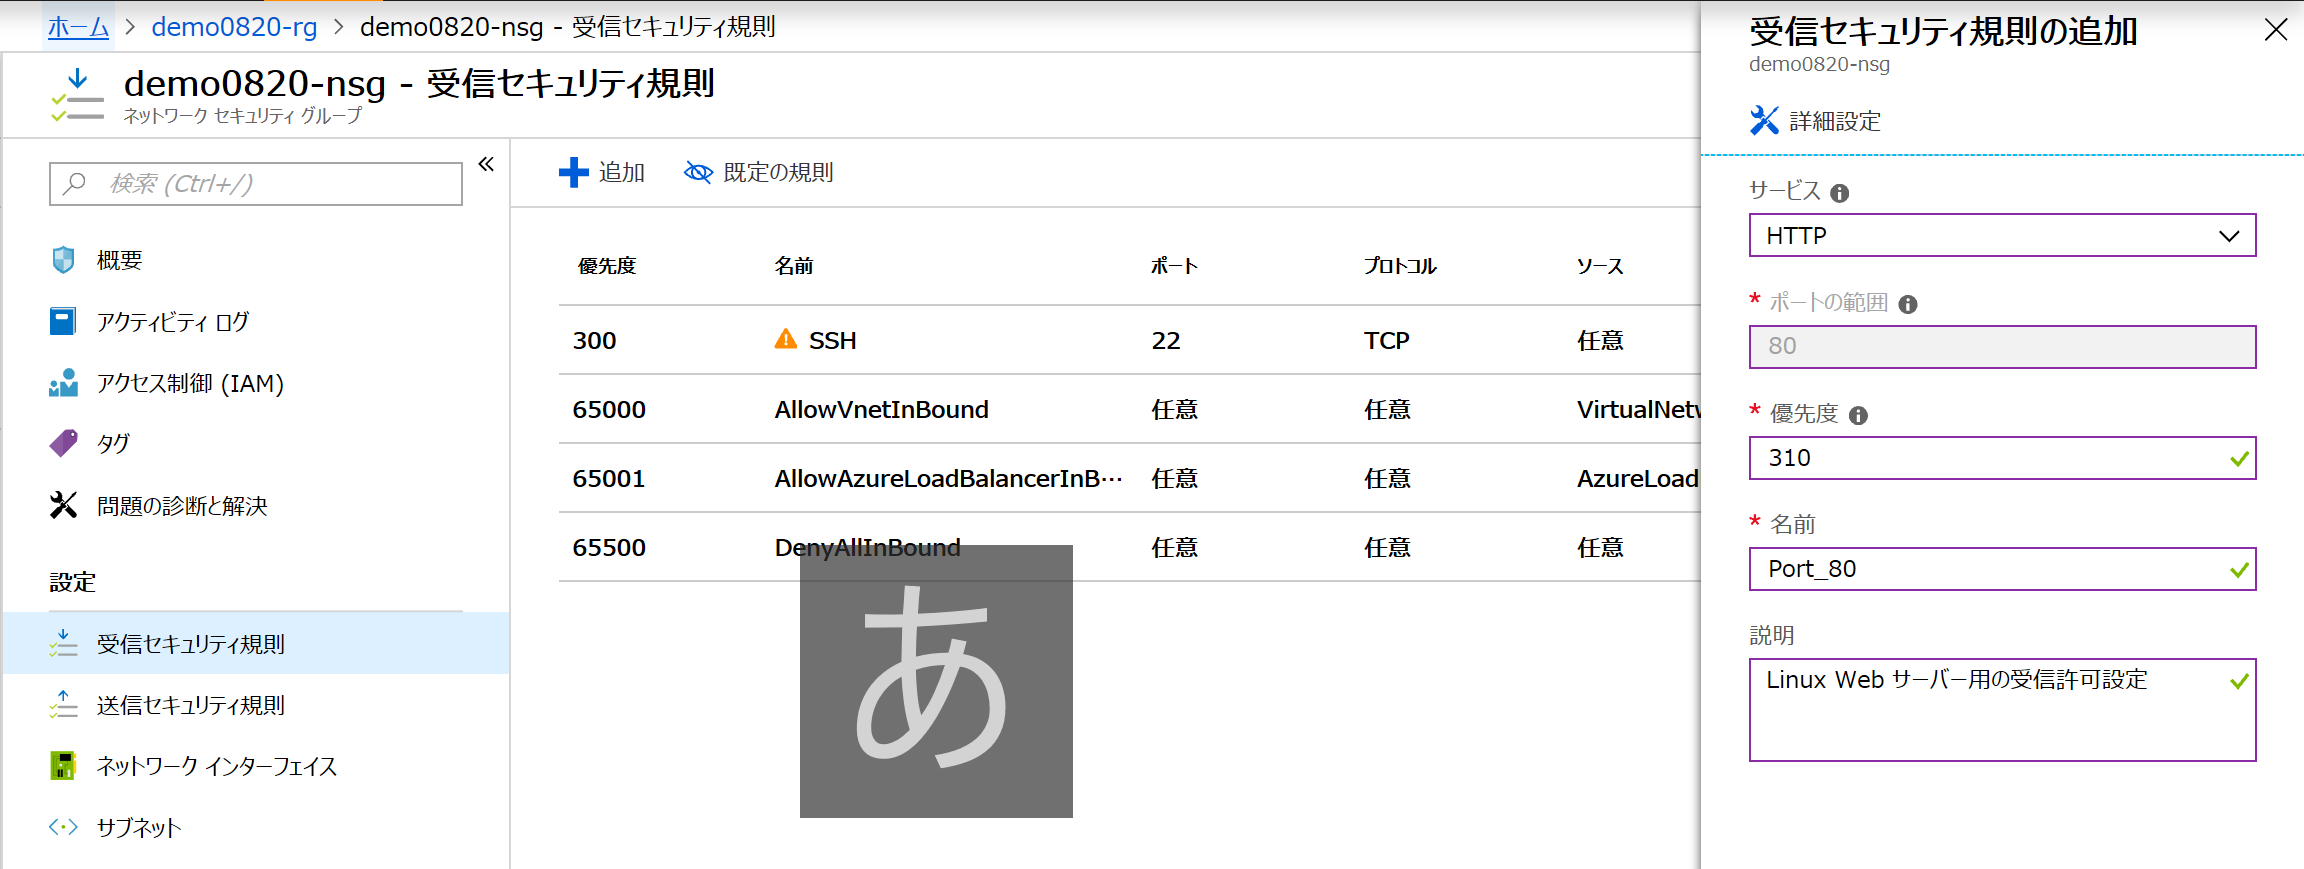 ホーム > demo0820-rg > demo0820-nsg - 受信セキュリティ規則
demo0820-nsg - 受信セキュリティ規則
ネットワーク セキュリティ グループ
検索 (Ctrl+/)
概要
アクティビティ ログ
アクセス制御 (IAM)
タグ
問題の診断と解決
設定
受信セキュリティ規則
送信セキュリティ規則
ネットワーク インターフェイス
サブネット
追加 既定の規則
優先度 名前 ポート プロトコル ソース
300 SSH 22 TCP 任意
65000 AllowVnetInBound 任意 任意 VirtualNetw
65001 AllowAzureLoadBalancerInB… 任意 任意 AzureLoad
65500 DenyAllInBound 任意 任意 任意
あ
受信セキュリティ規則の追加
demo0820-nsg
詳細設定
サービス
HTTP
* ポートの範囲
80
* 優先度
310
* 名前
Port_80
説明
Linux Web サーバー用の受信許可設定